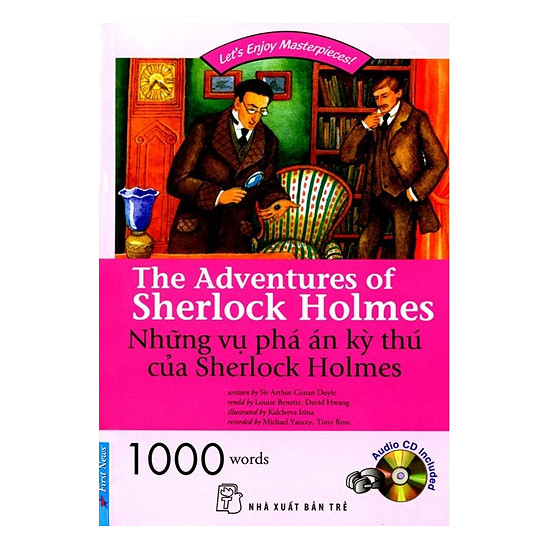 Let's Enjoy Masterpieces!
The Adventures of
Sherlock Holmes
Những vụ phá án kỳ thú
của Sherlock Holmes
written by Sir Arthur Conan Doyle
retold by Louise Benette, David Hwang
illustrated by Kalchova Irina
recorded by Michael Yancey, Tony Ross
Audio CD Included
1000 words
First News
NHÀ XUẤT BẢN TRẺ